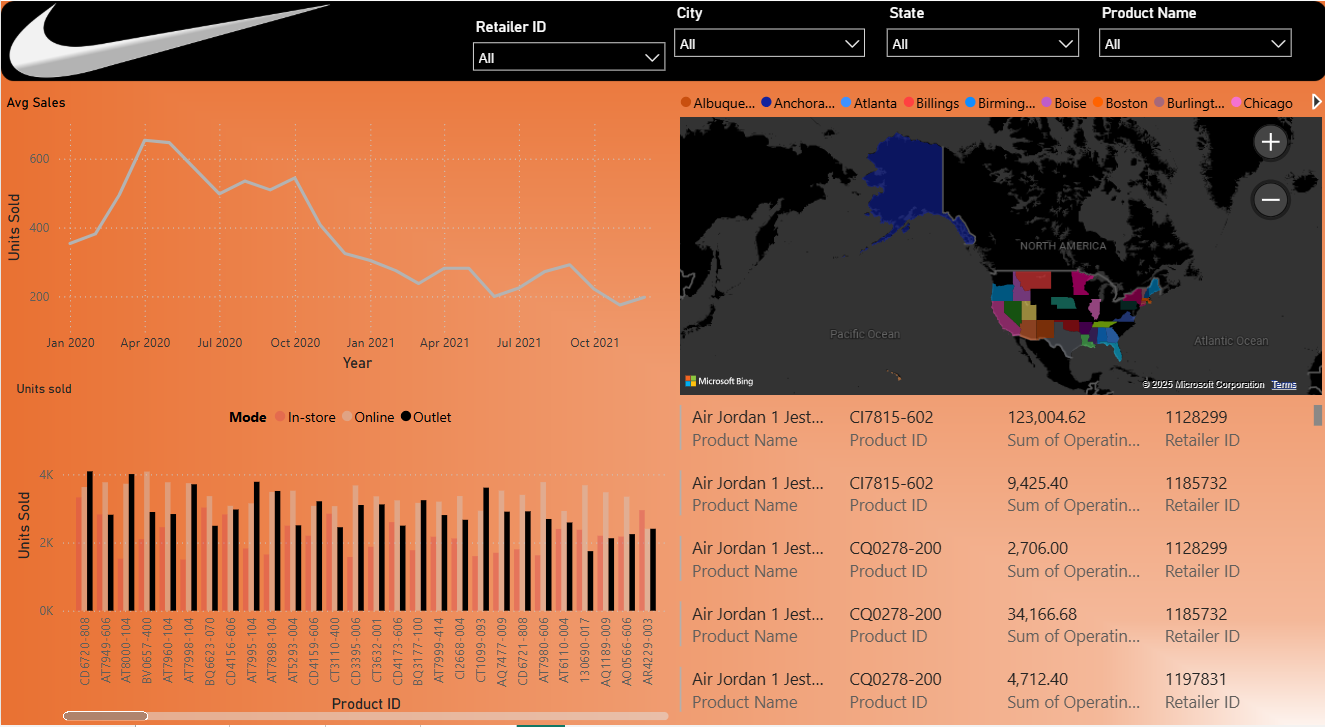 Retailer ID
All
City
All
State
All
Product Name
All
Avg Sales
Units Sold
600
400
200
Jan 2020 Apr 2020 Jul 2020 Oct 2020 Jan 2021 Apr 2021 Jul 2021 Oct 2021
Year
Albuque... Anchora... Atlanta Billings Birming... Boise Boston Burlingt... Chicago
NORTH AMERICA
Pacific Ocean
Atlantic Ocean
Microsoft Bing
© 2025 Microsoft Corporation Terms
Units sold
Mode In-store Online Outlet
Units Sold
4K
2K
0K
CD6720-808
AT7949-606
AT8000-104
BV0657-400
AT7960-104
AT7998-104
BQ6623-070
CD4156-606
AT7995-104
AT7898-104
AT5293-004
CD4159-606
CT3110-400
CD3395-006
CT3632-001
CD4173-606
BQ3177-100
AT7999-414
CI2668-004
CT1099-093
AQ7477-009
CD6721-808
AT7980-606
AT6110-004
130690-017
AQ1189-009
AO0566-606
AR4229-003
Product ID
Air Jordan 1 Jest... CI7815-602 123,004.62 1128299
Product Name Product ID Sum of Operatin... Retailer ID
Air Jordan 1 Jest... CI7815-602 9,425.40 1185732
Product Name Product ID Sum of Operatin... Retailer ID
Air Jordan 1 Jest... CQ0278-200 2,706.00 1128299
Product Name Product ID Sum of Operatin... Retailer ID
Air Jordan 1 Jest... CQ0278-200 34,166.68 1185732
Product Name Product ID Sum of Operatin... Retailer ID
Air Jordan 1 Jest... CQ0278-200 4,712.40 1197831
Product Name Product ID Sum of Operatin... Retailer ID